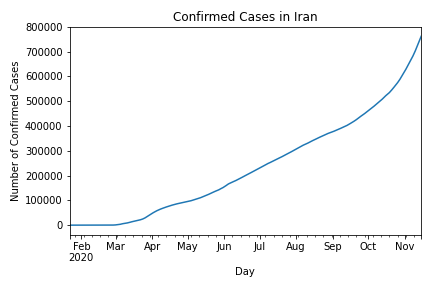 Confirmed Cases in Iran
800000
700000
600000
500000
400000
300000
200000
100000
0
Number of Confirmed Cases
Feb Mar Apr May Jun Jul Aug Sep Oct Nov
2020
Day